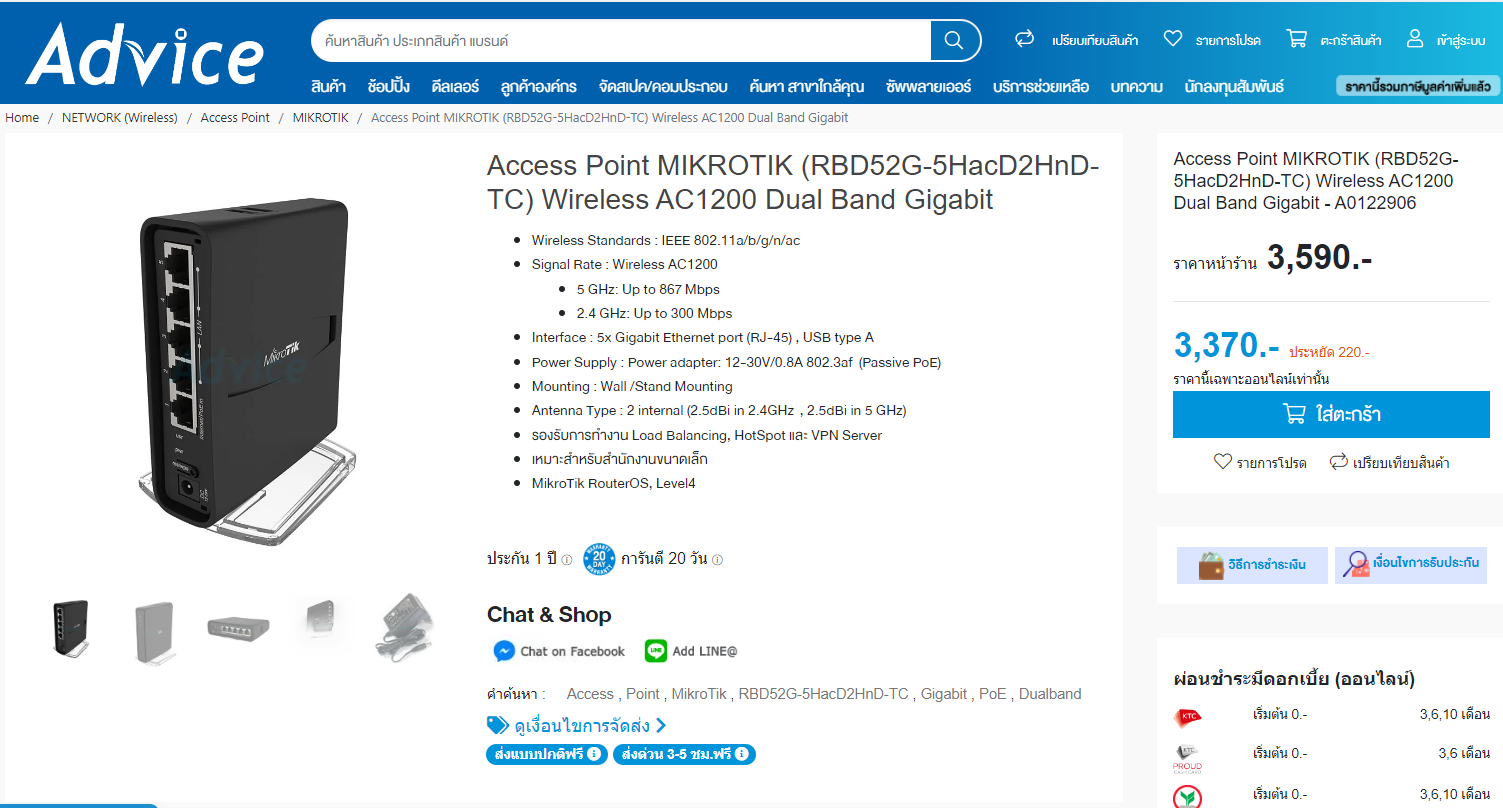 Advice
ค้นหาสินค้า ประเภทสินค้า แบรนด์
เปรียบเทียบสินค้า
รายการโปรด
ตะกร้าสินค้า
เข้าสู่ระบบ
สินค้า ช้อปปิ้ง ดีลเลอร์ ลูกค้าองค์กร จัดสเปค/คอมประกอบ ค้นหา สาขาใกล้คุณ ซัพพลายเออร์ บริการช่วยเหลือ บทความ นักลงทุนสัมพันธ์
ราคานี้รวมภาษีมูลค่าเพิ่มแล้ว
Home / NETWORK (Wireless) / Access Point / MIKROTIK / Access Point MIKROTIK (RBD52G-5HacD2HnD-TC) Wireless AC1200 Dual Band Gigabit
5
4
3
2
1
LAN
MikroTik
Advice
Access Point MIKROTIK (RBD52G-5HacD2HnD-
TC) Wireless AC1200 Dual Band Gigabit
Wireless Standards : IEEE 802.11a/b/g/n/ac
Signal Rate : Wireless AC1200
5 GHz: Up to 867 Mbps
2.4 GHz: Up to 300 Mbps
Interface : 5x Gigabit Ethernet port (RJ-45) , USB type A
Power Supply : Power adapter: 12-30V/0.8A 802.3af (Passive PoE)
Mounting : Wall /Stand Mounting
Antenna Type : 2 internal (2.5dBi in 2.4GHz , 2.5dBi in 5 GHz)
รองรับการทำงาน Load Balancing, HotSpot และ VPN Server
เหมาะสำหรับสำนักงานขนาดเล็ก
MikroTik RouterOS, Level4
ประกัน 1 ปี
WARRANTY
20
DAY
WARRANTY
การันตี 20 วัน
Chat & Shop
Chat on Facebook
LINE
Add LINE@
คำค้นหา : Access , Point , MikroTik , RBD52G-5HacD2HnD-TC , Gigabit , PoE , Dualband
ดูเงื่อนไขการจัดส่ง
ส่งแบบปกติฟรี
ส่งด่วน 3-5 ชม.ฟรี
Access Point MIKROTIK (RBD52G-
5HacD2HnD-TC) Wireless AC1200
Dual Band Gigabit - A0122906
ราคาหน้าร้าน 3,590.-
3,370.- ประหยัด 220.-
ราคานี้เฉพาะออนไลน์เท่านั้น
ใส่ตะกร้า
รายการโปรด
เปรียบเทียบสินค้า
วิธีการชำระเงิน
เงื่อนไขการรับประกัน
ผ่อนชำระมีดอกเบี้ย (ออนไลน์)
KTC เริ่มต้น 0.- 3,6,10 เดือน
KTC PROUD เริ่มต้น 0.- 3,6 เดือน
เริ่มต้น 0.- 3,6,10 เดือน